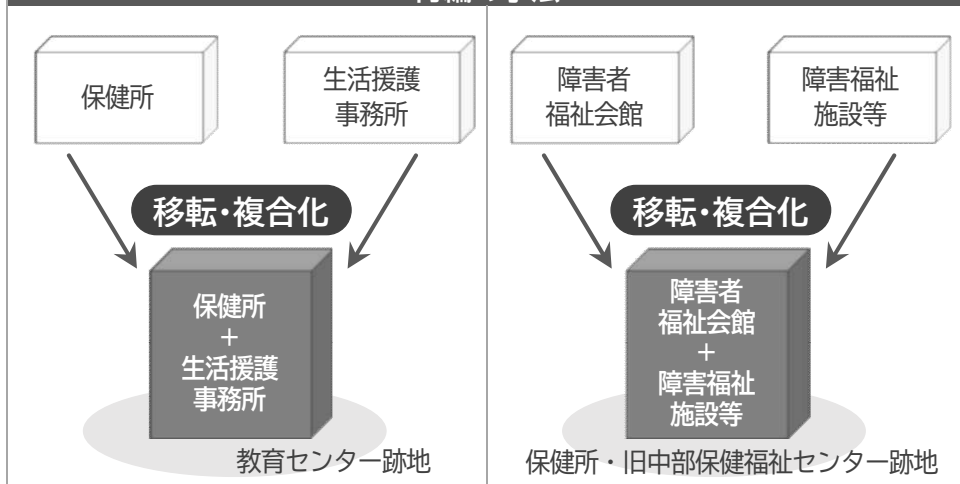 保健所
生活援護
事務所
移転・複合化
保健所
＋
生活援護
事務所
教育センター跡地
障害者
福祉会館
障害福祉
施設等
移転・複合化
障害者
福祉会館
＋
障害福祉
施設等
保健所・旧中部保健福祉センター跡地